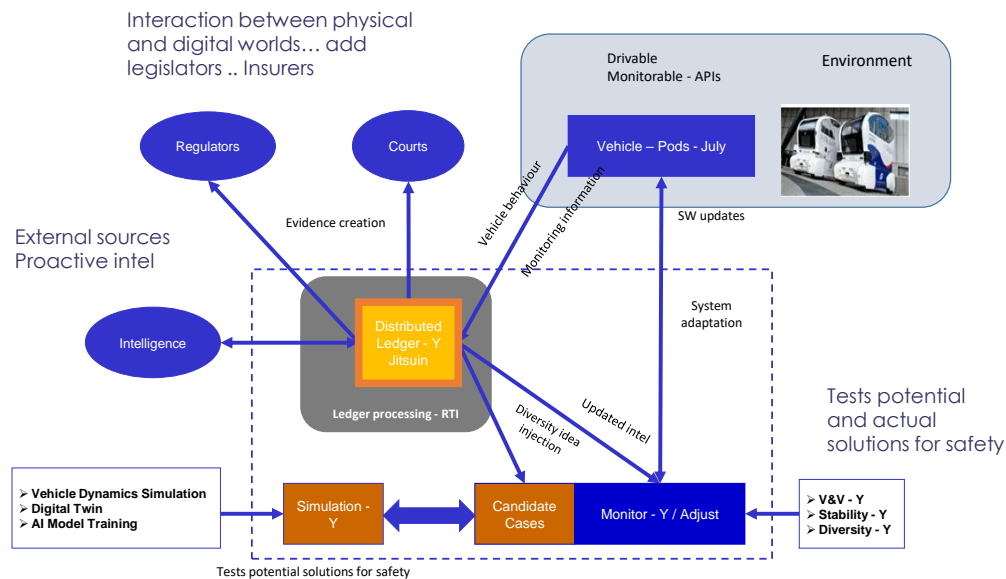 Interaction between physical
and digital worlds… add
legislators .. Insurers
Drivable
Monitorable - APIs
Environment
Regulators
Courts
Vehicle – Pods - July
Evidence creation
Vehicle behaviour
Monitoring information
SW updates
External sources
Proactive intel
Intelligence
Distributed
Ledger - Y
Jitsuin
System
adaptation
Ledger processing - RTI
Diversity idea
injection
Updated intel
Tests potential
and actual
solutions for safety
➢ Vehicle Dynamics Simulation
➢ Digital Twin
➢ AI Model Training
Simulation -
Y
Candidate
Cases
Monitor - Y / Adjust
➢ V&V - Y
➢ Stability - Y
➢ Diversity - Y
Tests potential solutions for safety